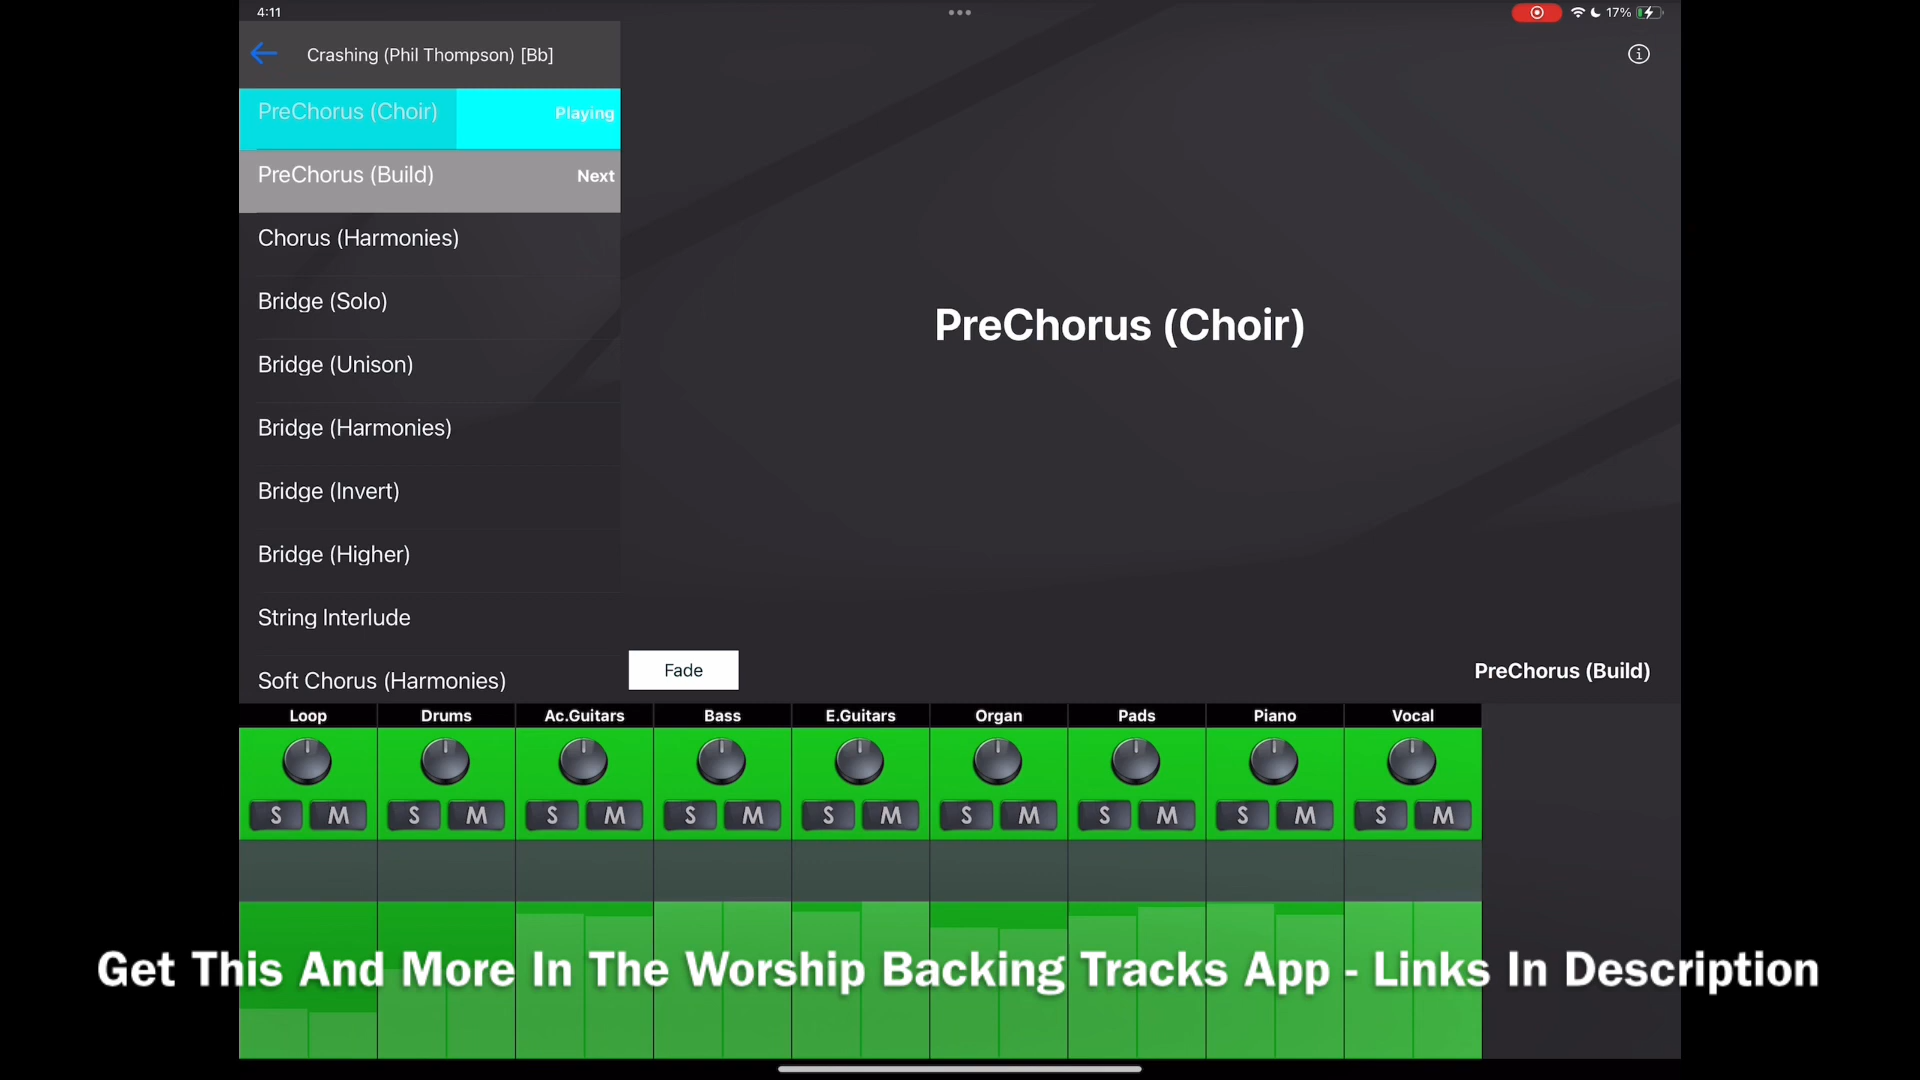 4:11
17%
Crashing (Phil Thompson) [Bb]
PreChorus (Choir)
Playing
PreChorus (Build)
Next
Chorus (Harmonies)
Bridge (Solo)
Bridge (Unison)
Bridge (Harmonies)
Bridge (Invert)
Bridge (Higher)
String Interlude
Soft Chorus (Harmonies)
PreChorus (Choir)
Fade
PreChorus (Build)
Loop Drums Ac.Guitars Bass E.Guitars Organ Pads Piano Vocal
S M S M S M S M S M S M S M S M S M
Get This And More In The Worship Backing Tracks App - Links In Description